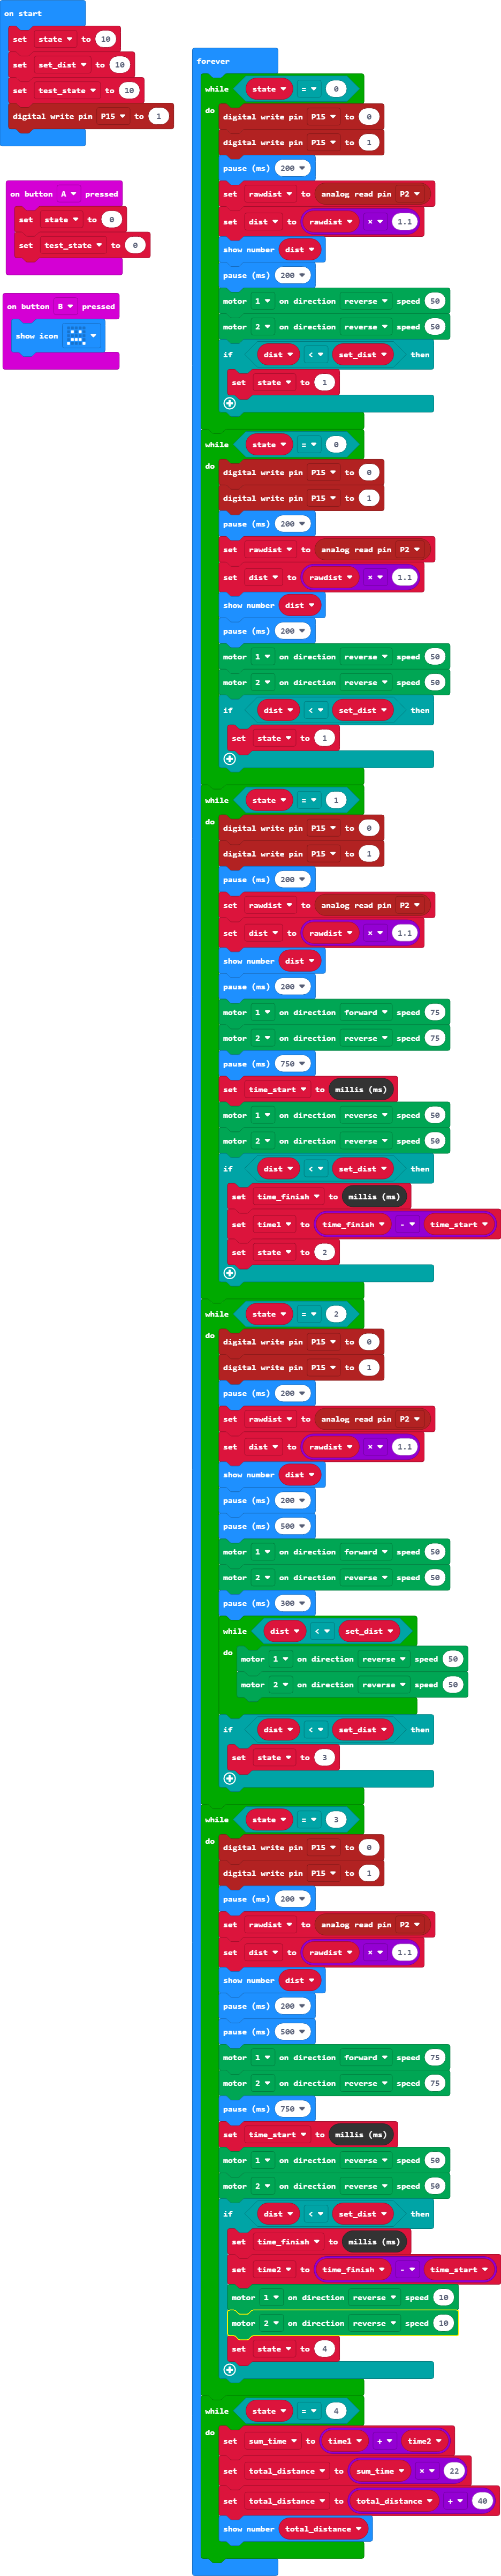 on start
set state to 10
set set_dist to 10
set test_state to 10
digital write pin P15 to 1
on button A pressed
set state to 0
set test_state to 0
on button B pressed
show icon
forever
while state = 0
do
digital write pin P15 to 0
digital write pin P15 to 1
pause (ms) 200
set rawdist to analog read pin P2
set dist to rawdist × 1.1
show number dist
pause (ms) 200
motor 1 on direction reverse speed 50
motor 2 on direction reverse speed 50
if dist < set_dist then
set state to 1
while state = 0
do
digital write pin P15 to 0
digital write pin P15 to 1
pause (ms) 200
set rawdist to analog read pin P2
set dist to rawdist × 1.1
show number dist
pause (ms) 200
motor 1 on direction reverse speed 50
motor 2 on direction reverse speed 50
if dist < set_dist then
set state to 1
while state = 1
do
digital write pin P15 to 0
digital write pin P15 to 1
pause (ms) 200
set rawdist to analog read pin P2
set dist to rawdist × 1.1
show number dist
pause (ms) 200
motor 1 on direction forward speed 75
motor 2 on direction reverse speed 75
pause (ms) 750
set time_start to millis (ms)
motor 1 on direction reverse speed 50
motor 2 on direction reverse speed 50
if dist < set_dist then
set time_finish to millis (ms)
set time1 to time_finish - time_start
set state to 2
while state = 2
do
digital write pin P15 to 0
digital write pin P15 to 1
pause (ms) 200
set rawdist to analog read pin P2
set dist to rawdist × 1.1
show number dist
pause (ms) 200
pause (ms) 500
motor 1 on direction forward speed 50
motor 2 on direction reverse speed 50
pause (ms) 300
while dist < set_dist
do
motor 1 on direction reverse speed 50
motor 2 on direction reverse speed 50
if dist < set_dist then
set state to 3
while state = 3
do
digital write pin P15 to 0
digital write pin P15 to 1
pause (ms) 200
set rawdist to analog read pin P2
set dist to rawdist × 1.1
show number dist
pause (ms) 200
pause (ms) 500
motor 1 on direction forward speed 75
motor 2 on direction reverse speed 75
pause (ms) 750
set time_start to millis (ms)
motor 1 on direction reverse speed 50
motor 2 on direction reverse speed 50
if dist < set_dist then
set time_finish to millis (ms)
set time2 to time_finish - time_start
motor 1 on direction reverse speed 10
motor 2 on direction reverse speed 10
set state to 4
while state = 4
do
set sum_time to time1 + time2
set total_distance to sum_time × 22
set total_distance to total_distance + 40
show number total_distance